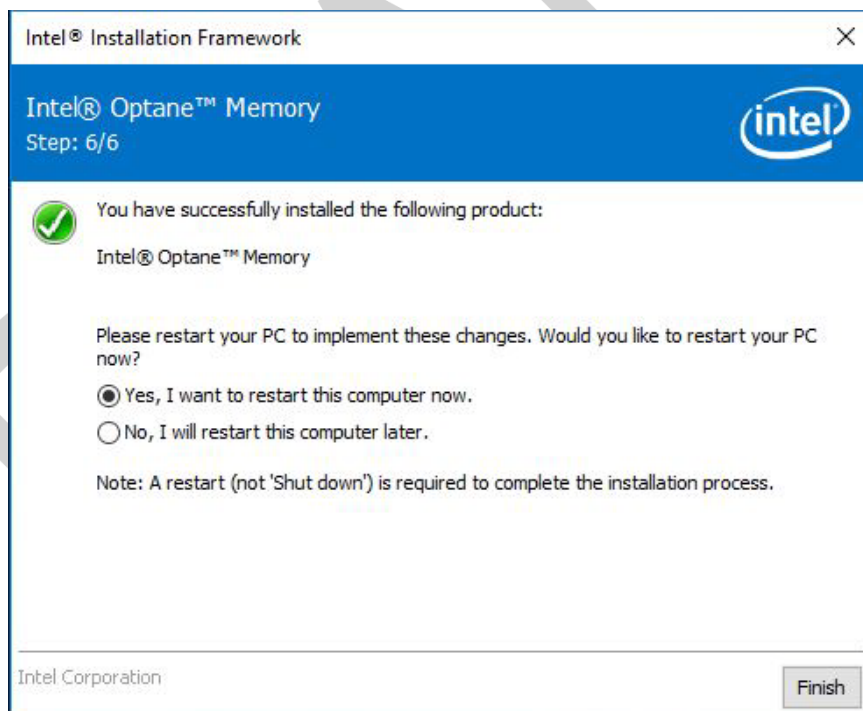 Intel® Installation Framework
Intel® Optane™ Memory
Step: 6/6
intel
You have successfully installed the following product:
Intel® Optane™ Memory
Please restart your PC to implement these changes. Would you like to restart your PC
now?
Yes, I want to restart this computer now.
No, I will restart this computer later.
Note: A restart (not 'Shut down') is required to complete the installation process.
Intel Corporation
Finish